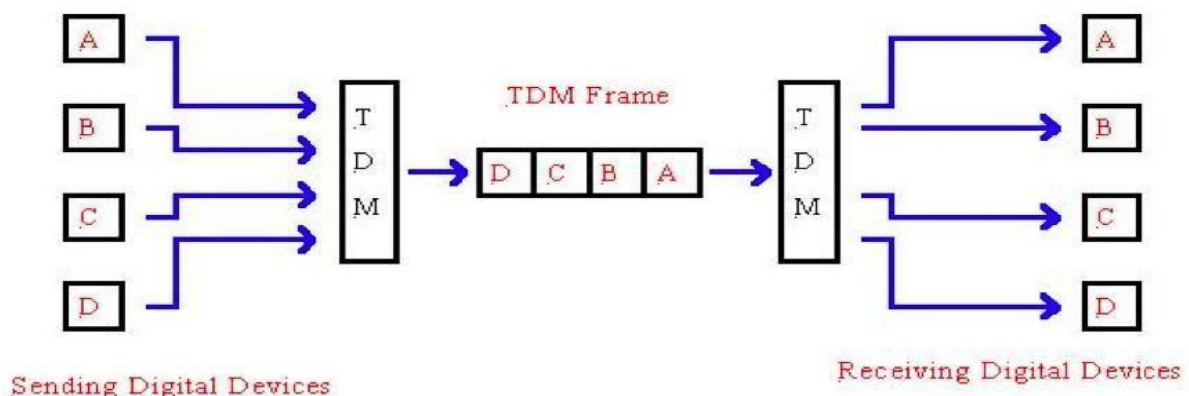 A
B
C
D
T
D
M
TDM Frame
D C B A
T
D
M
A
B
C
D
Sending Digital Devices
Receiving Digital Devices